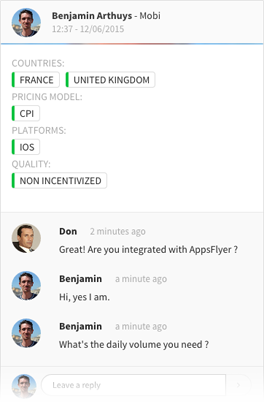 Benjamin Arthuys - Mobi
12:37 - 12/06/2015
COUNTRIES:
FRANCE UNITED KINGDOM
PRICING MODEL:
CPI
PLATFORMS:
IOS
QUALITY:
NON INCENTIVIZED
Don 2 minutes ago
Great! Are you integrated with AppsFlyer ?
Benjamin a minute ago
Hi, yes I am.
Benjamin a minute ago
What's the daily volume you need ?
Leave a reply